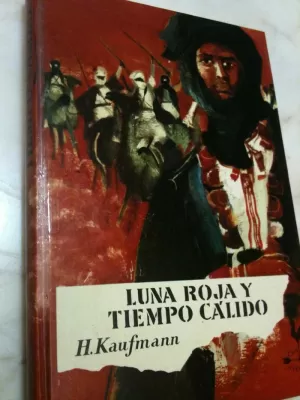 LUNA ROJA Y
TIEMPO CÁLIDO
H. Kaufmann